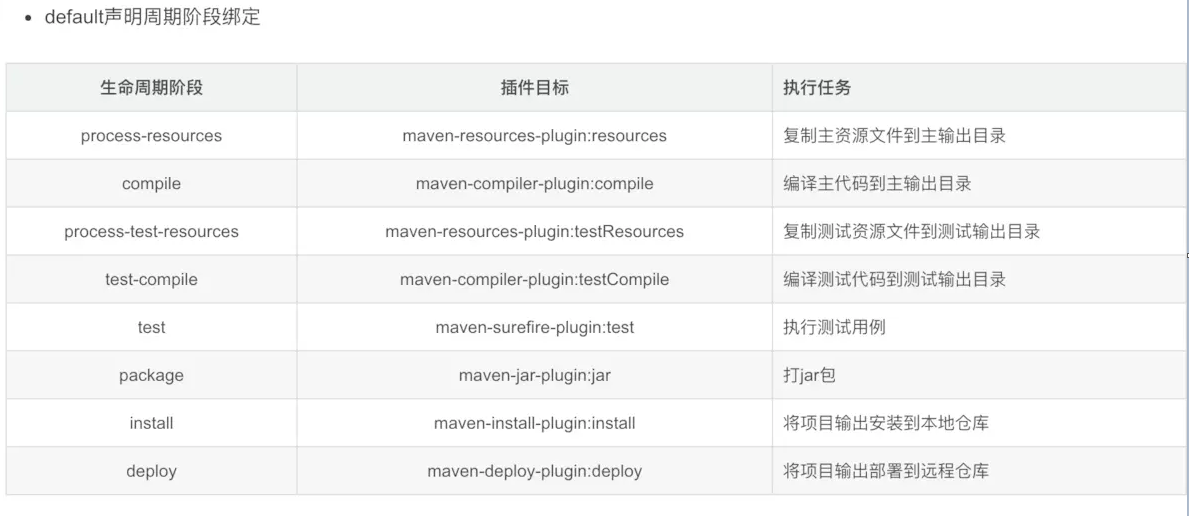 default声明周期阶段绑定
生命周期阶段 插件目标 执行任务
process-resources maven-resources-plugin:resources 复制主资源文件到主输出目录
compile maven-compiler-plugin:compile 编译主代码到主输出目录
process-test-resources maven-resources-plugin:testResources 复制测试资源文件到测试输出目录
test-compile maven-compiler-plugin:testCompile 编译测试代码到测试输出目录
test maven-surefire-plugin:test 执行测试用例
package maven-jar-plugin:jar 打jar包
install maven-install-plugin:install 将项目输出安装到本地仓库
deploy maven-deploy-plugin:deploy 将项目输出部署到远程仓库